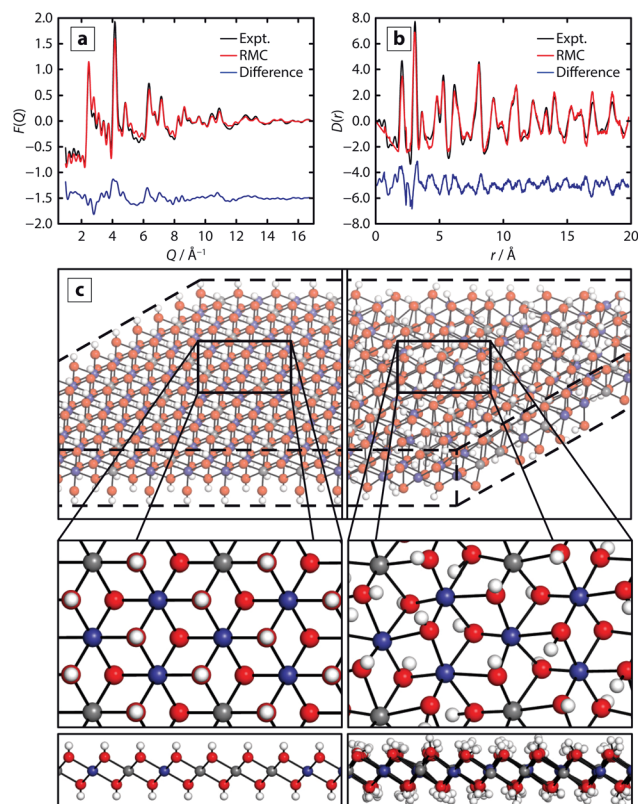 a
Expt.
RMC
Difference
F(Q)
2.0
1.5
1.0
0.5
0.0
−0.5
−1.0
−1.5
−2.0
2 4 6 8 10 12 14 16
Q / Å⁻¹
b
Expt.
RMC
Difference
D(r)
8.0
6.0
4.0
2.0
0.0
−2.0
−4.0
−6.0
−8.0
0 5 10 15 20
r / Å
c